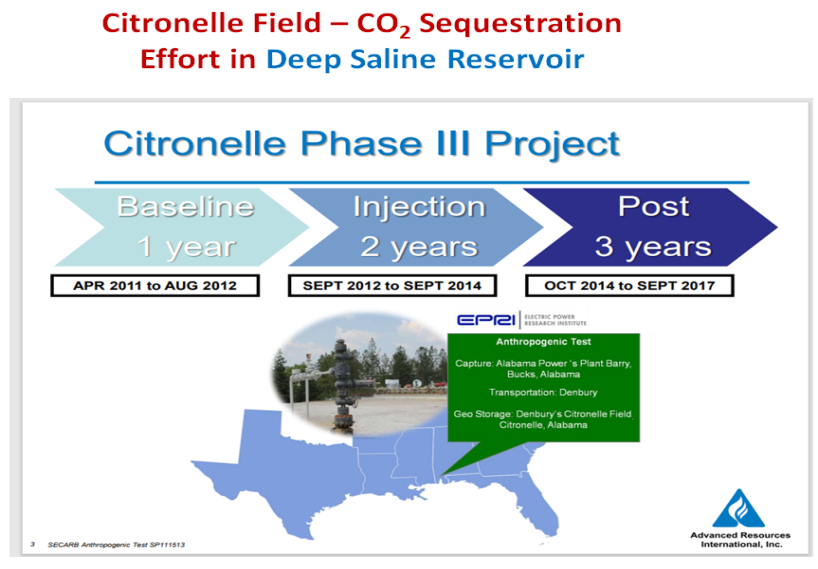 Citronelle Field – CO₂ Sequestration
Effort in Deep Saline Reservoir
Citronelle Phase III Project
Baseline
1 year
Injection
2 years
Post
3 years
APR 2011 to AUG 2012
SEPT 2012 to SEPT 2014
OCT 2014 to SEPT 2017
EPRI
ELECTRIC POWER
RESEARCH INSTITUTE
Anthropogenic Test
Capture: Alabama Power 's Plant Barry,
Bucks, Alabama
Transportation: Denbury
Geo Storage: Denbury's Citronelle Field
Citronelle, Alabama
3 SECARB Anthropogenic Test SP111513
Advanced Resources
International, Inc.